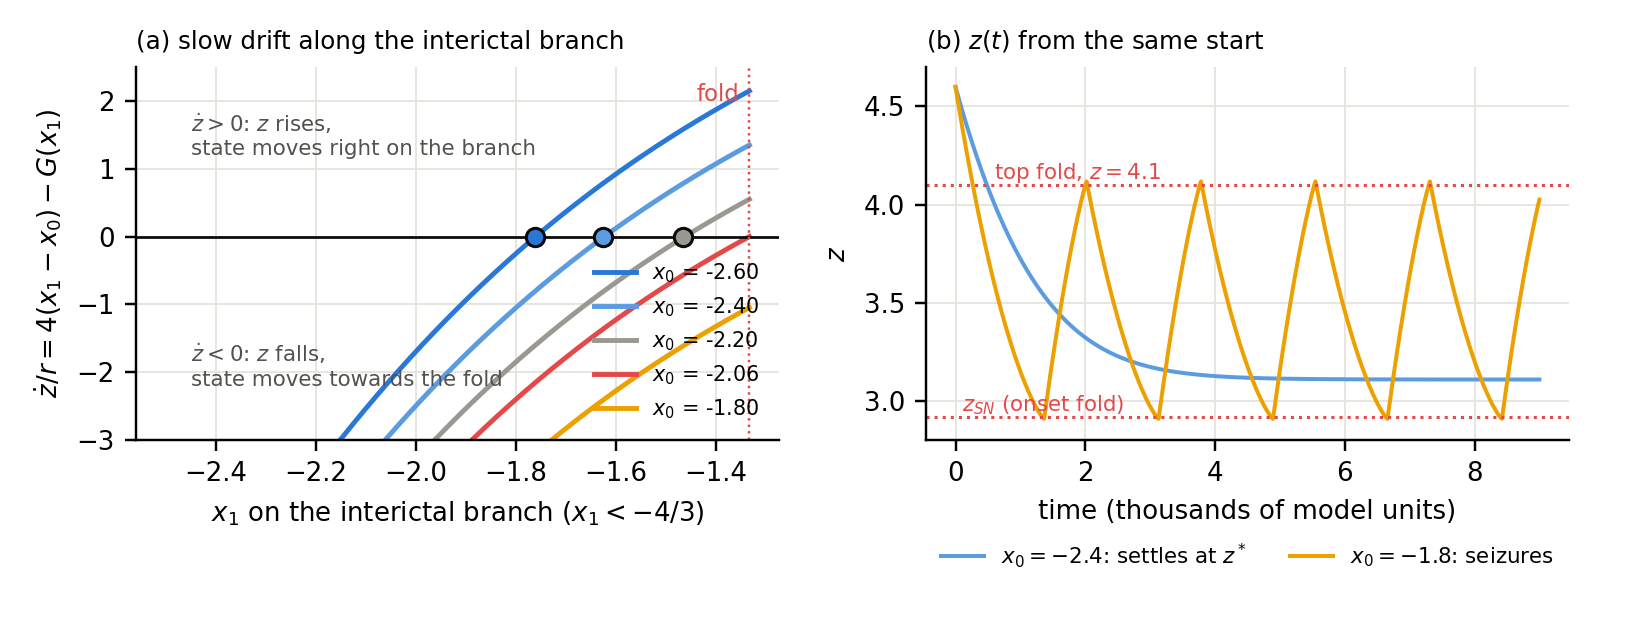 (a) slow drift along the interictal branch
ż/r = 4(x₁ − x₀) − G(x₁)
2
1
0
−1
−2
−3
fold
ż > 0: z rises,
state moves right on the branch
ż < 0: z falls,
state moves towards the fold
x₀ = -2.60
x₀ = -2.40
x₀ = -2.20
x₀ = -2.06
x₀ = -1.80
−2.4 −2.2 −2.0 −1.8 −1.6 −1.4
x₁ on the interictal branch (x₁ < −4/3)
(b) z(t) from the same start
z
4.5
4.0
3.5
3.0
top fold, z = 4.1
z_SN (onset fold)
0 2 4 6 8
time (thousands of model units)
x₀ = −2.4: settles at z*
x₀ = −1.8: seizures